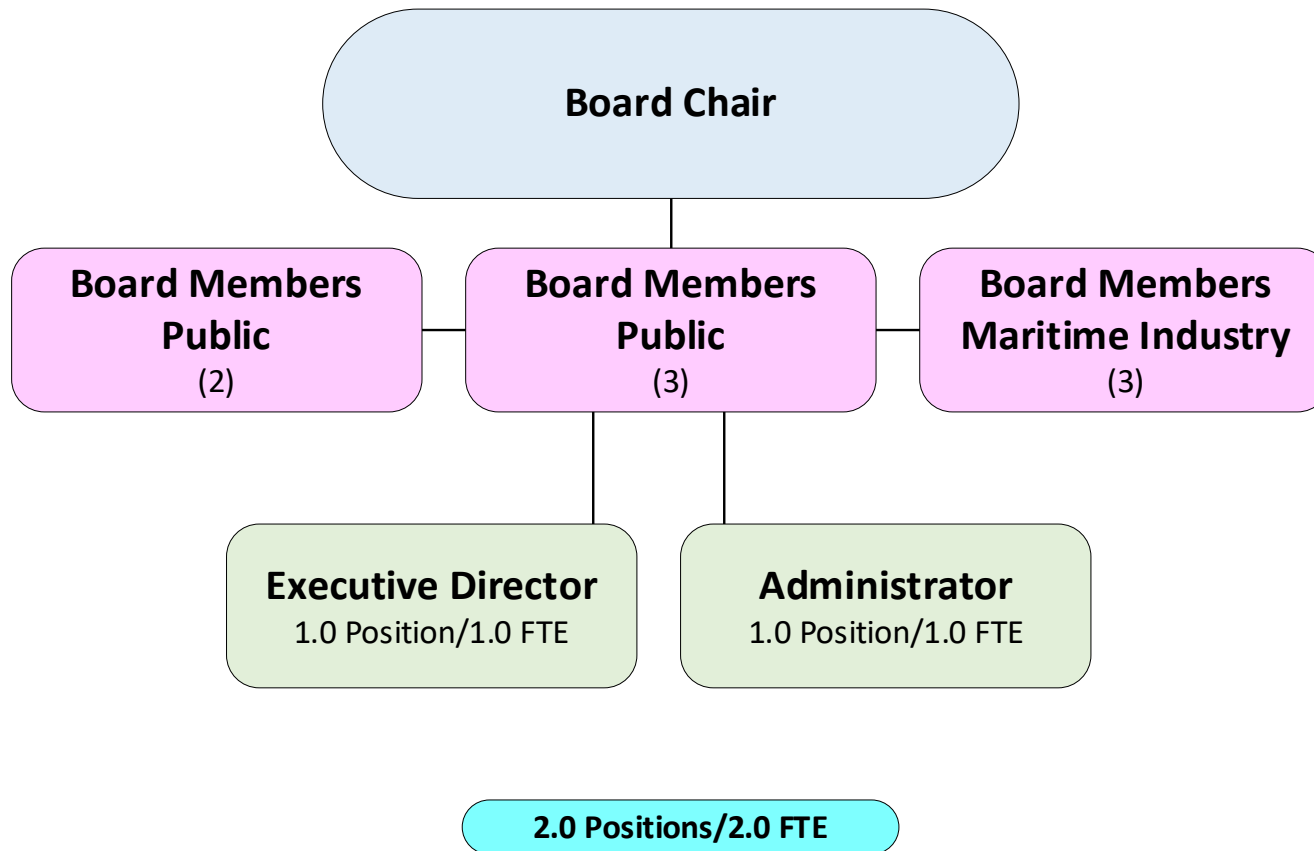 Board Chair
Board Members
Public
(2)
Board Members
Public
(3)
Board Members
Maritime Industry
(3)
Executive Director
1.0 Position/1.0 FTE
Administrator
1.0 Position/1.0 FTE
2.0 Positions/2.0 FTE